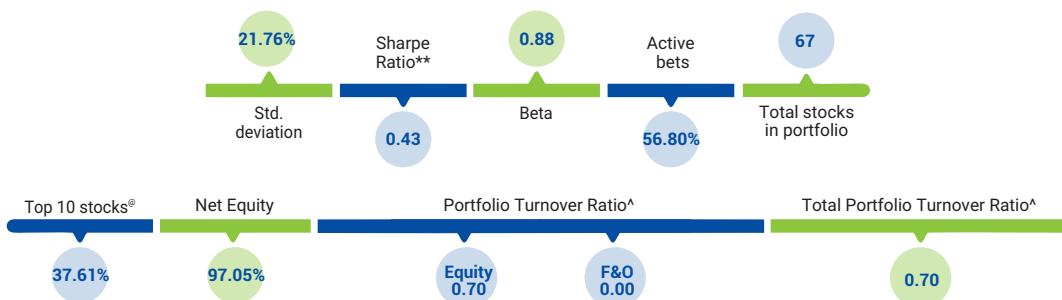 21.76%
Std.
deviation
Sharpe
Ratio**
0.43
0.88
Beta
Active
bets
56.80%
67
Total stocks
in portfolio
Top 10 stocks@
37.61%
Net Equity
97.05%
Portfolio Turnover Ratio^
Equity
0.70
F&O
0.00
Total Portfolio Turnover Ratio^
0.70